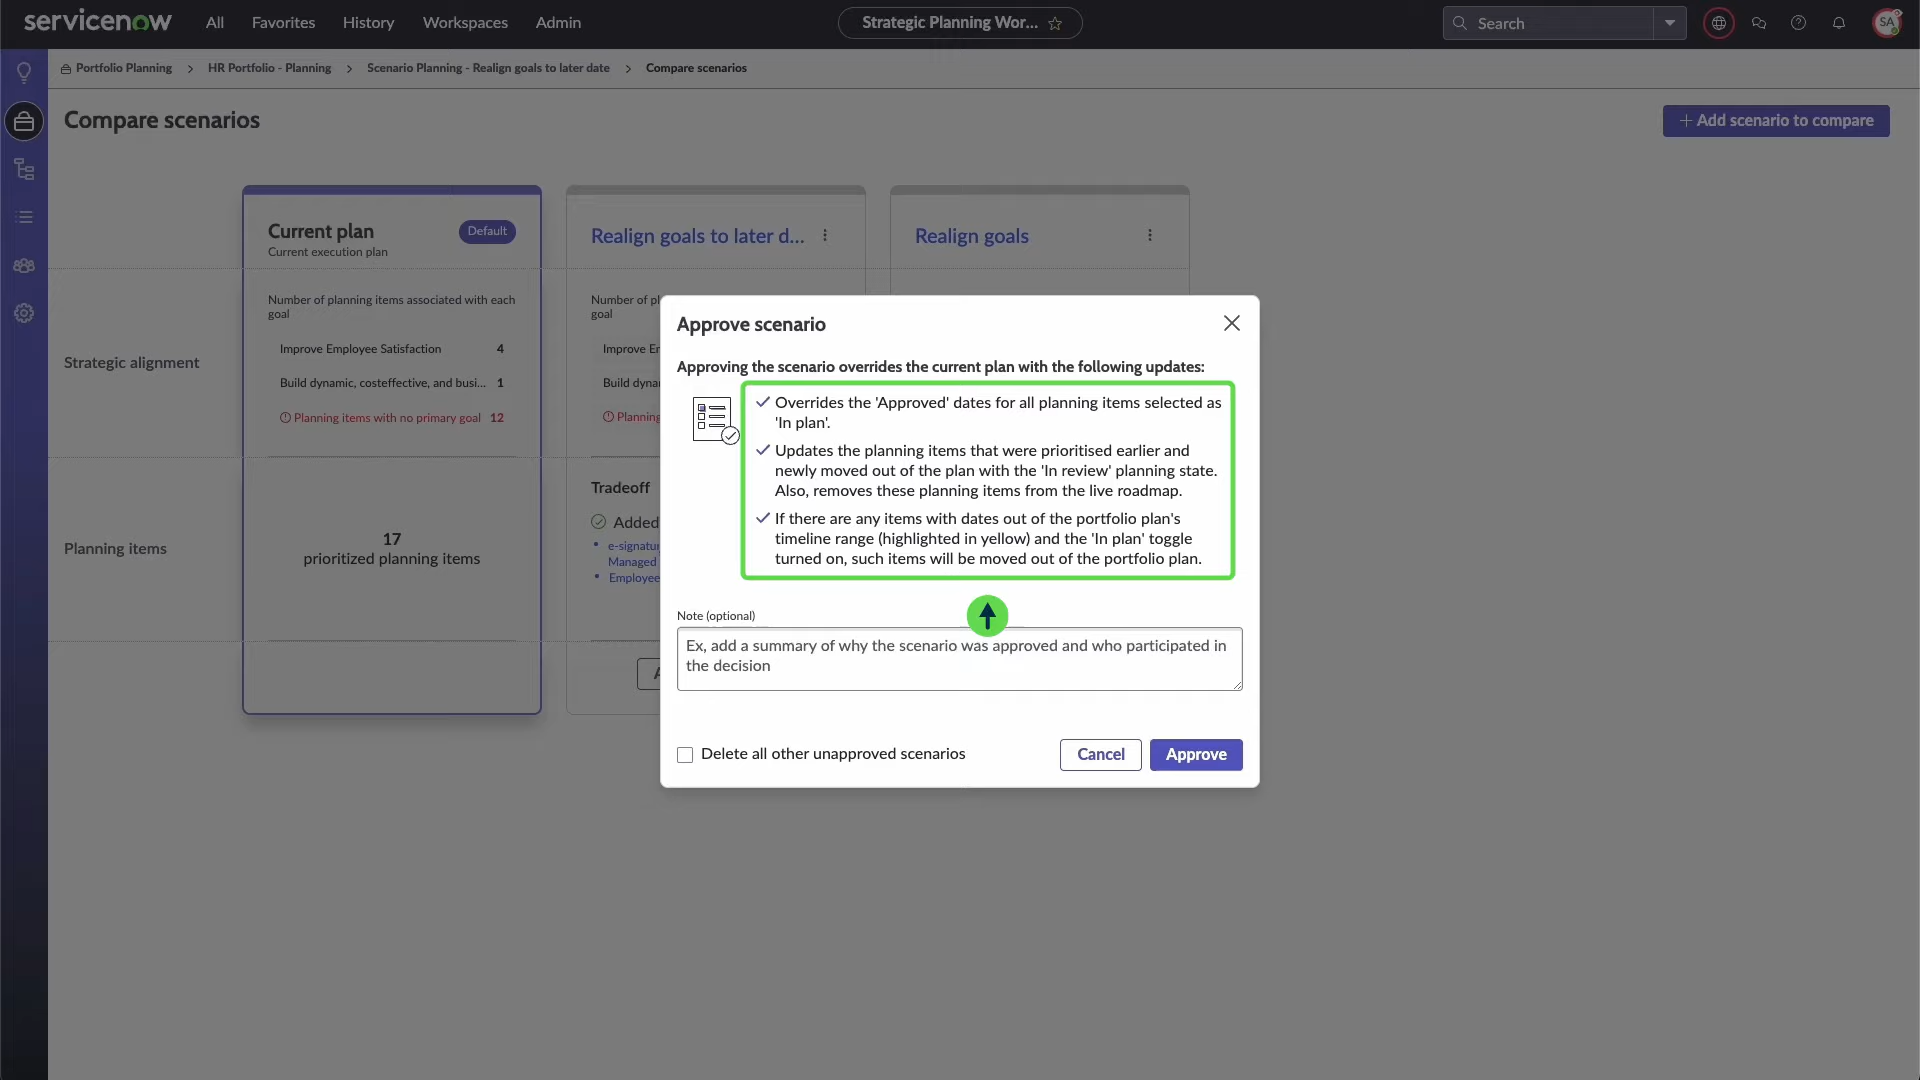 servicenow
All
Favorites
History
Workspaces
Admin
Strategic Planning Wor...
Search
SA
Portfolio Planning
HR Portfolio - Planning
Scenario Planning - Realign goals to later date
Compare scenarios
Compare scenarios
+ Add scenario to compare
Current plan
Default
Current execution plan
Realign goals to later d...
Realign goals
Strategic alignment
Number of planning items associated with each
goal
Improve Employee Satisfaction 4
Build dynamic, costeffective, and busi... 1
Planning items with no primary goal 12
Number of pl
goal
Improve Er
Build dyna
Planning
Planning items
17
prioritized planning items
Tradeoff
Added
e-signatu
Managed
Employee
Approve scenario
Approving the scenario overrides the current plan with the following updates:
Overrides the 'Approved' dates for all planning items selected as
'In plan'.
Updates the planning items that were prioritised earlier and
newly moved out of the plan with the 'In review' planning state.
Also, removes these planning items from the live roadmap.
If there are any items with dates out of the portfolio plan's
timeline range (highlighted in yellow) and the 'In plan' toggle
turned on, such items will be moved out of the portfolio plan.
Note (optional)
Ex, add a summary of why the scenario was approved and who participated in
the decision
Delete all other unapproved scenarios
Cancel
Approve